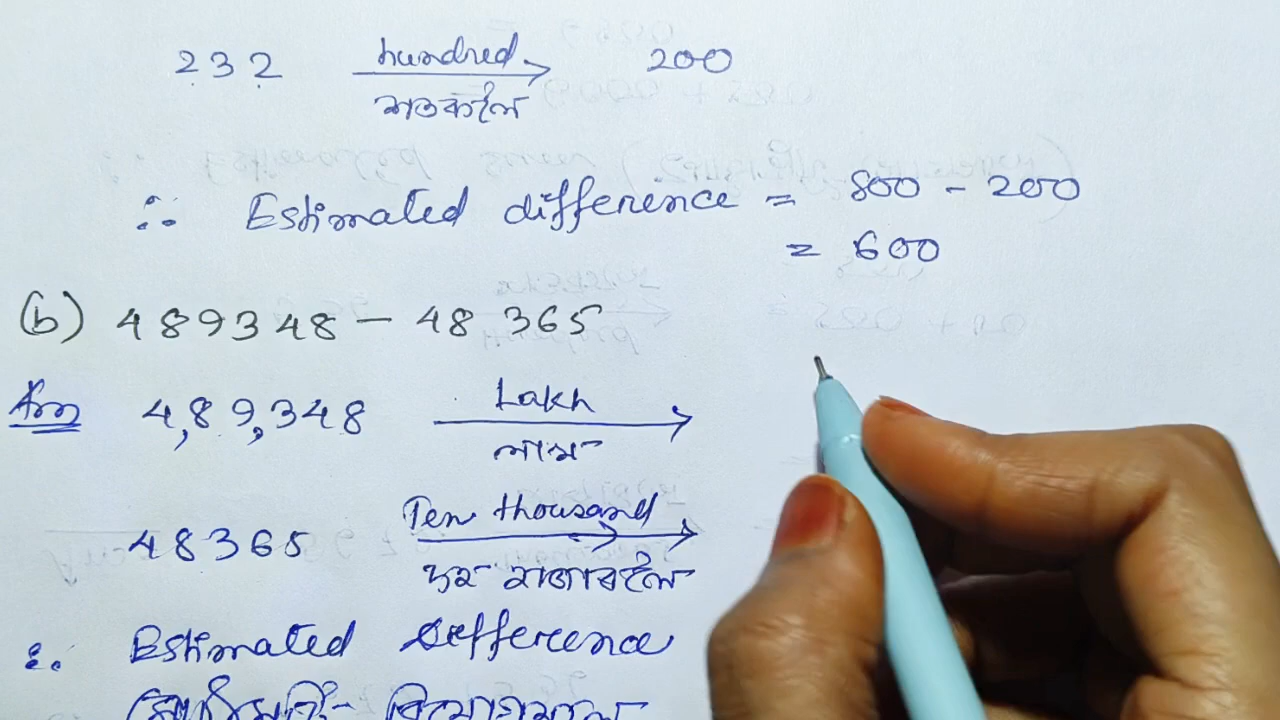 232 hundred 200
শতকলৈ
∴ Estimated difference = 800 - 200
= 600
(b) 489348 - 48365
Ans 4,89,348 Lakh
লাখ
48365 Ten thousand
দহ হাজাৰলৈ
∴ Estimated difference
বিয়োগফল